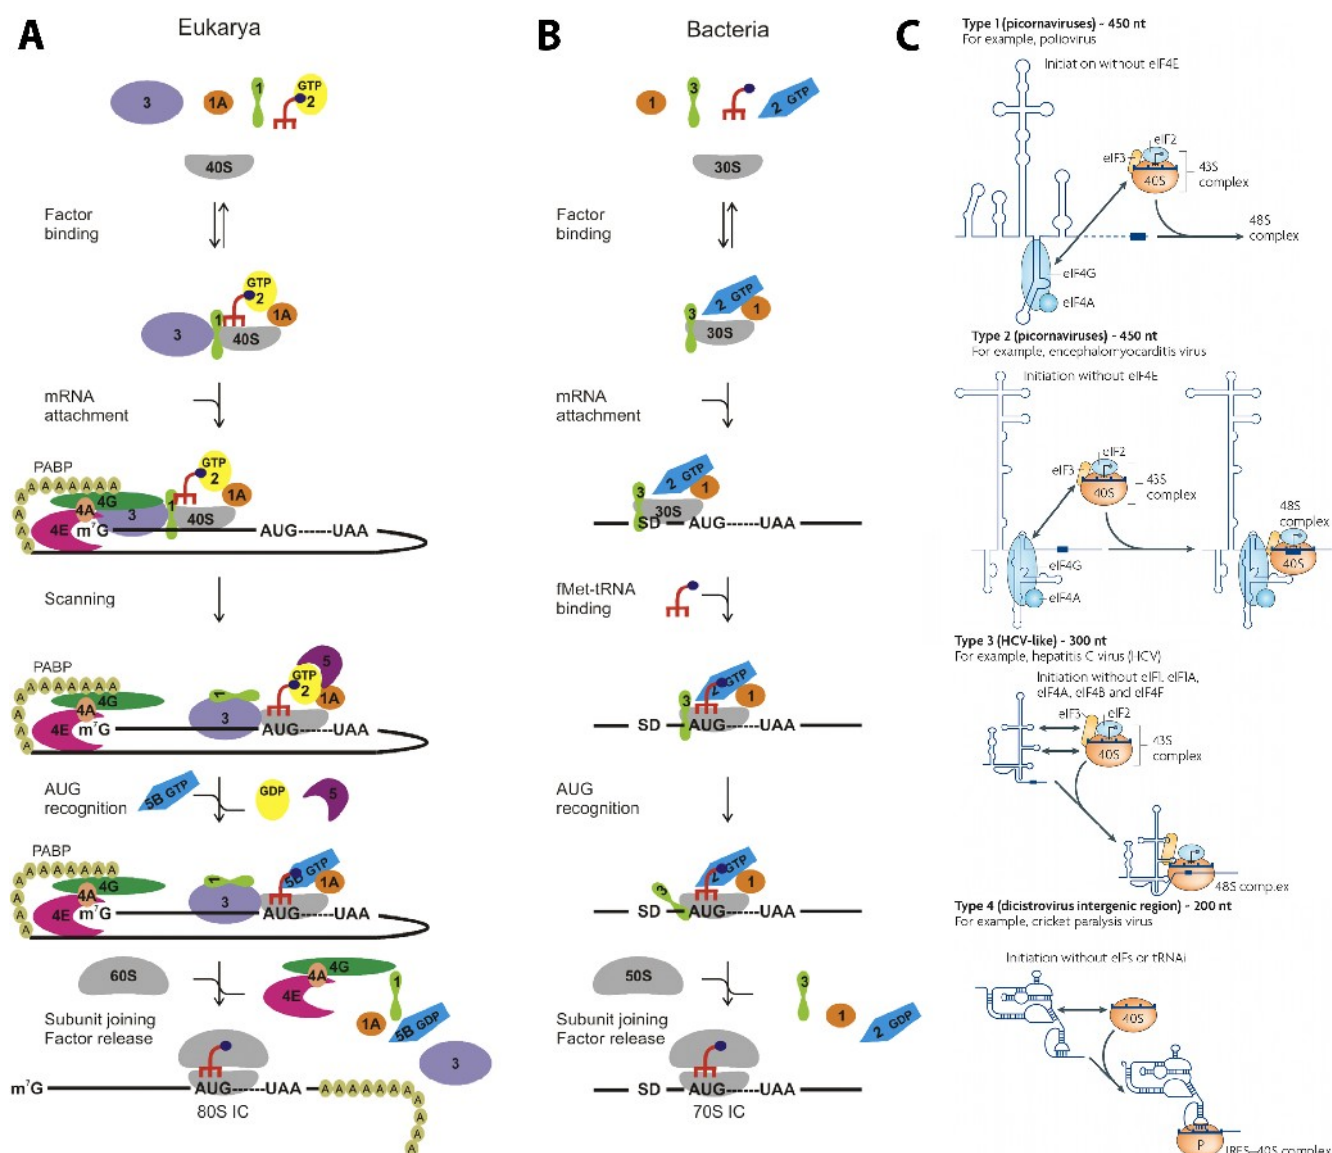 A
Eukarya
3
1A
1
GTP
2
40S
Factor
binding
GTP
2
1
1A
3
40S
mRNA
attachment
PABP
GTP
2
A A A A A A A A
4G
1
1A
A
4A
3
40S
A
4E
m7G
AUG------UAA
A
A
Scanning
PABP
5
GTP
2
1
A A A A A A A A
4G
1A
A
4A
3
A
4E
m7G
AUG------UAA
A
A
AUG
recognition
5B GTP
GDP
5
PABP
5B GTP
1
A A A A A A A A
4G
1A
A
4A
3
A
4E
m7G
AUG------UAA
A
A
60S
4G
4A
1
4E
1A
5B GDP
3
Subunit joining
Factor release
m7G
AUG------UAA
A A A A A A A A
A
A
A
80S IC
B
Bacteria
1
3
2 GTP
30S
Factor
binding
3
2 GTP
1
30S
mRNA
attachment
3
2 GTP
1
30S
SD
AUG------UAA
fMet-tRNA
binding
2 GTP
3
1
SD
AUG------UAA
AUG
recognition
2 GTP
3
1
SD
AUG------UAA
50S
3
1
2 GDP
Subunit joining
Factor release
SD
AUG------UAA
70S IC
C
Type 1 (picornaviruses) - 450 nt
For example, poliovirus
Initiation without eIF4E
eIF2
eIF3
40S
43S
complex
48S
complex
eIF4G
eIF4A
Type 2 (picornaviruses) - 450 nt
For example, encephalomyocarditis virus
Initiation without eIF4E
eIF2
eIF3
40S
43S
complex
48S
complex
40S
eIF4G
eIF4A
Type 3 (HCV-like) - 300 nt
For example, hepatitis C virus (HCV)
Initiation without eIF1, eIF1A,
eIF4A, eIF4B and eIF4F
eIF3
eIF2
40S
43S
complex
48S complex
Type 4 (dicistrovirus intergenic region) - 200 nt
For example, cricket paralysis virus
Initiation without eIFs or tRNAi
40S
P
IRES–40S complex